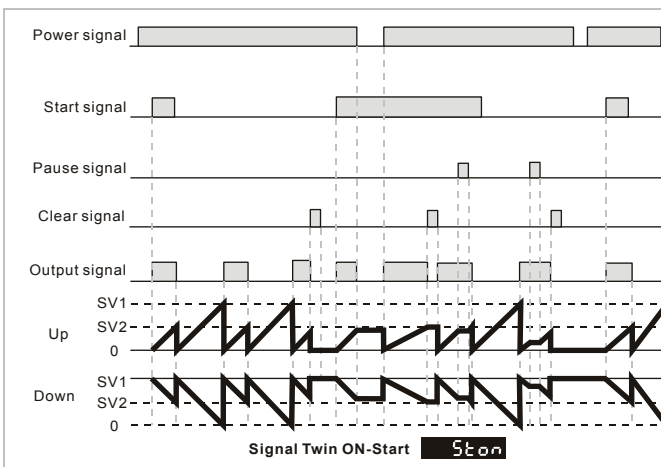 Power signal
Start signal
Pause signal
Clear signal
Output signal
SV1
Up
SV2
0
SV1
Down
SV2
0
Signal Twin ON-Start Ston